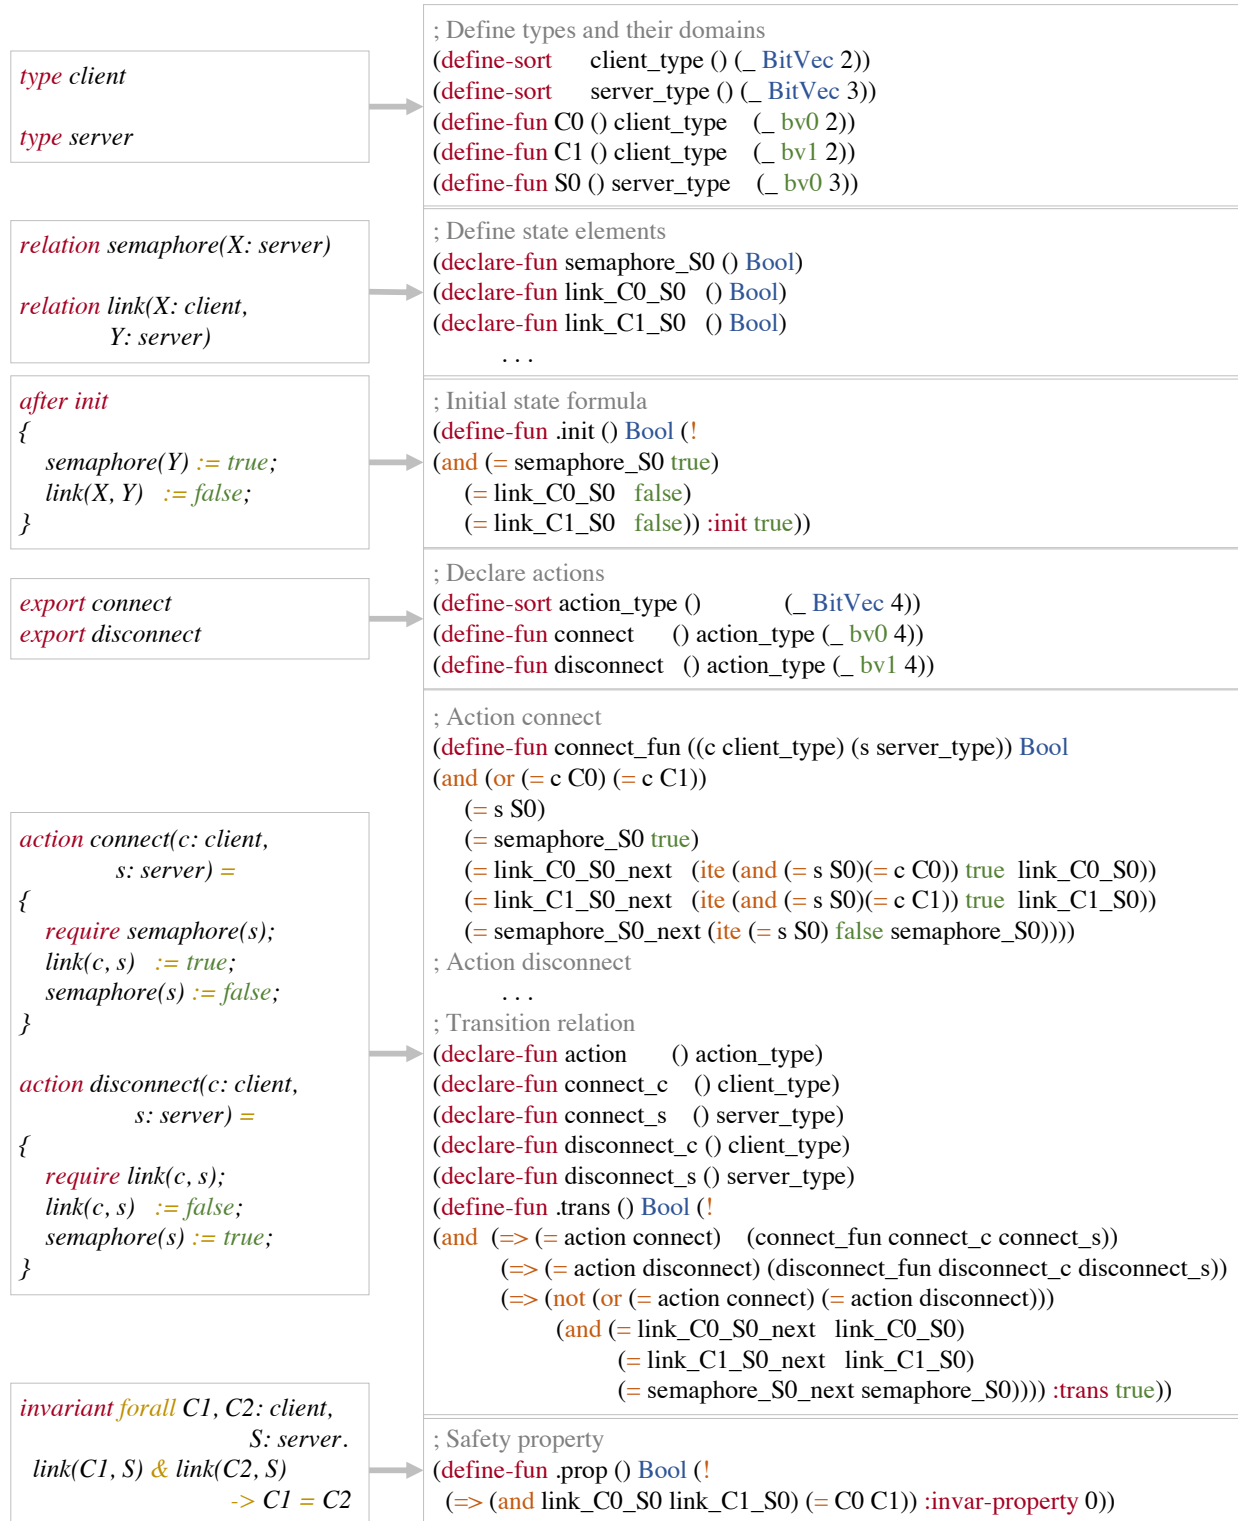 type client
type server
; Define types and their domains
(define-sort client_type () (_ BitVec 2))
(define-sort server_type () (_ BitVec 3))
(define-fun C0 () client_type (_ bv0 2))
(define-fun C1 () client_type (_ bv1 2))
(define-fun S0 () server_type (_ bv0 3))
relation semaphore(X: server)
relation link(X: client,
Y: server)
; Define state elements
(declare-fun semaphore_S0 () Bool)
(declare-fun link_C0_S0 () Bool)
(declare-fun link_C1_S0 () Bool)
. . .
after init
{
semaphore(Y) := true;
link(X, Y) := false;
}
; Initial state formula
(define-fun .init () Bool (!
(and (= semaphore_S0 true)
(= link_C0_S0 false)
(= link_C1_S0 false)) :init true))
export connect
export disconnect
; Declare actions
(define-sort action_type () (_ BitVec 4))
(define-fun connect () action_type (_ bv0 4))
(define-fun disconnect () action_type (_ bv1 4))
action connect(c: client,
s: server) =
{
require semaphore(s);
link(c, s) := true;
semaphore(s) := false;
}
action disconnect(c: client,
s: server) =
{
require link(c, s);
link(c, s) := false;
semaphore(s) := true;
}
; Action connect
(define-fun connect_fun ((c client_type) (s server_type)) Bool
(and (or (= c C0) (= c C1))
(= s S0)
(= semaphore_S0 true)
(= link_C0_S0_next (ite (and (= s S0)(= c C0)) true link_C0_S0))
(= link_C1_S0_next (ite (and (= s S0)(= c C1)) true link_C1_S0))
(= semaphore_S0_next (ite (= s S0) false semaphore_S0))))
; Action disconnect
. . .
; Transition relation
(declare-fun action () action_type)
(declare-fun connect_c () client_type)
(declare-fun connect_s () server_type)
(declare-fun disconnect_c () client_type)
(declare-fun disconnect_s () server_type)
(define-fun .trans () Bool (!
(and (=> (= action connect) (connect_fun connect_c connect_s))
(=> (= action disconnect) (disconnect_fun disconnect_c disconnect_s))
(=> (not (or (= action connect) (= action disconnect)))
(and (= link_C0_S0_next link_C0_S0)
(= link_C1_S0_next link_C1_S0)
(= semaphore_S0_next semaphore_S0)))) :trans true))
invariant forall C1, C2: client,
S: server.
link(C1, S) & link(C2, S)
-> C1 = C2
; Safety property
(define-fun .prop () Bool (!
(=> (and link_C0_S0 link_C1_S0) (= C0 C1)) :invar-property 0))